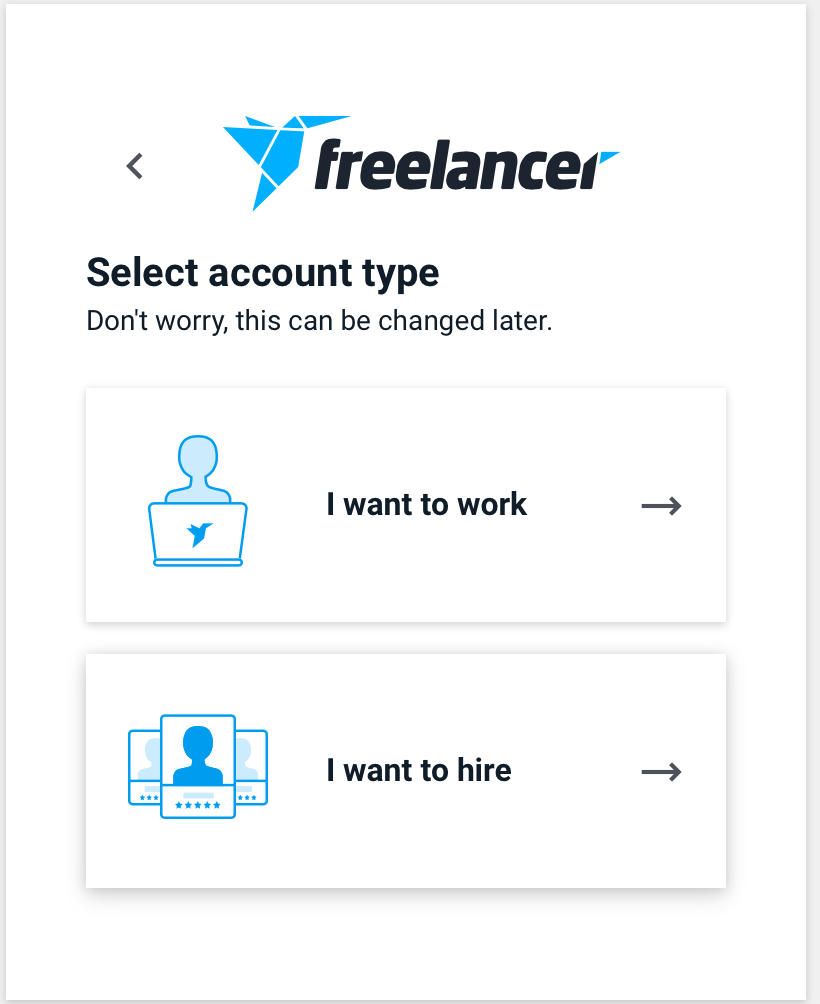 freelancer
Select account type
Don't worry, this can be changed later.
I want to work
I want to hire